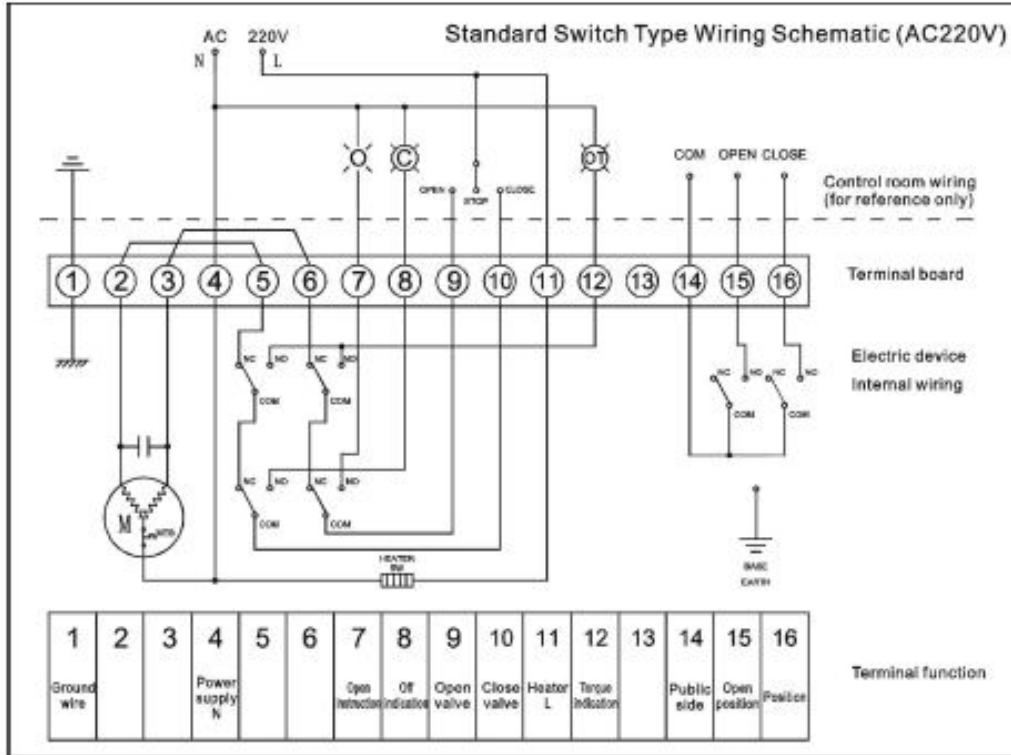 Standard Switch Type Wiring Schematic (AC220V)
AC 220V
N L
O C OT
COM OPEN CLOSE
OPEN STOP CLOSE
Control room wiring
(for reference only)
1 2 3 4 5 6 7 8 9 10 11 12 13 14 15 16
Terminal board
Electric device
Internal wiring
NC NO NC NO
COM COM
NC NO NC NO
COM COM
NC NO NC NO
COM COM
M
HEATER
BASE
EARTH
1 2 3 4 5 6 7 8 9 10 11 12 13 14 15 16
Ground
wire
Power
supply
N
Open
Instruction
Off
indication
Open
valve
Close
valve
Heater
L
Torque
indication
Public
side
Open
position
Position
Terminal function